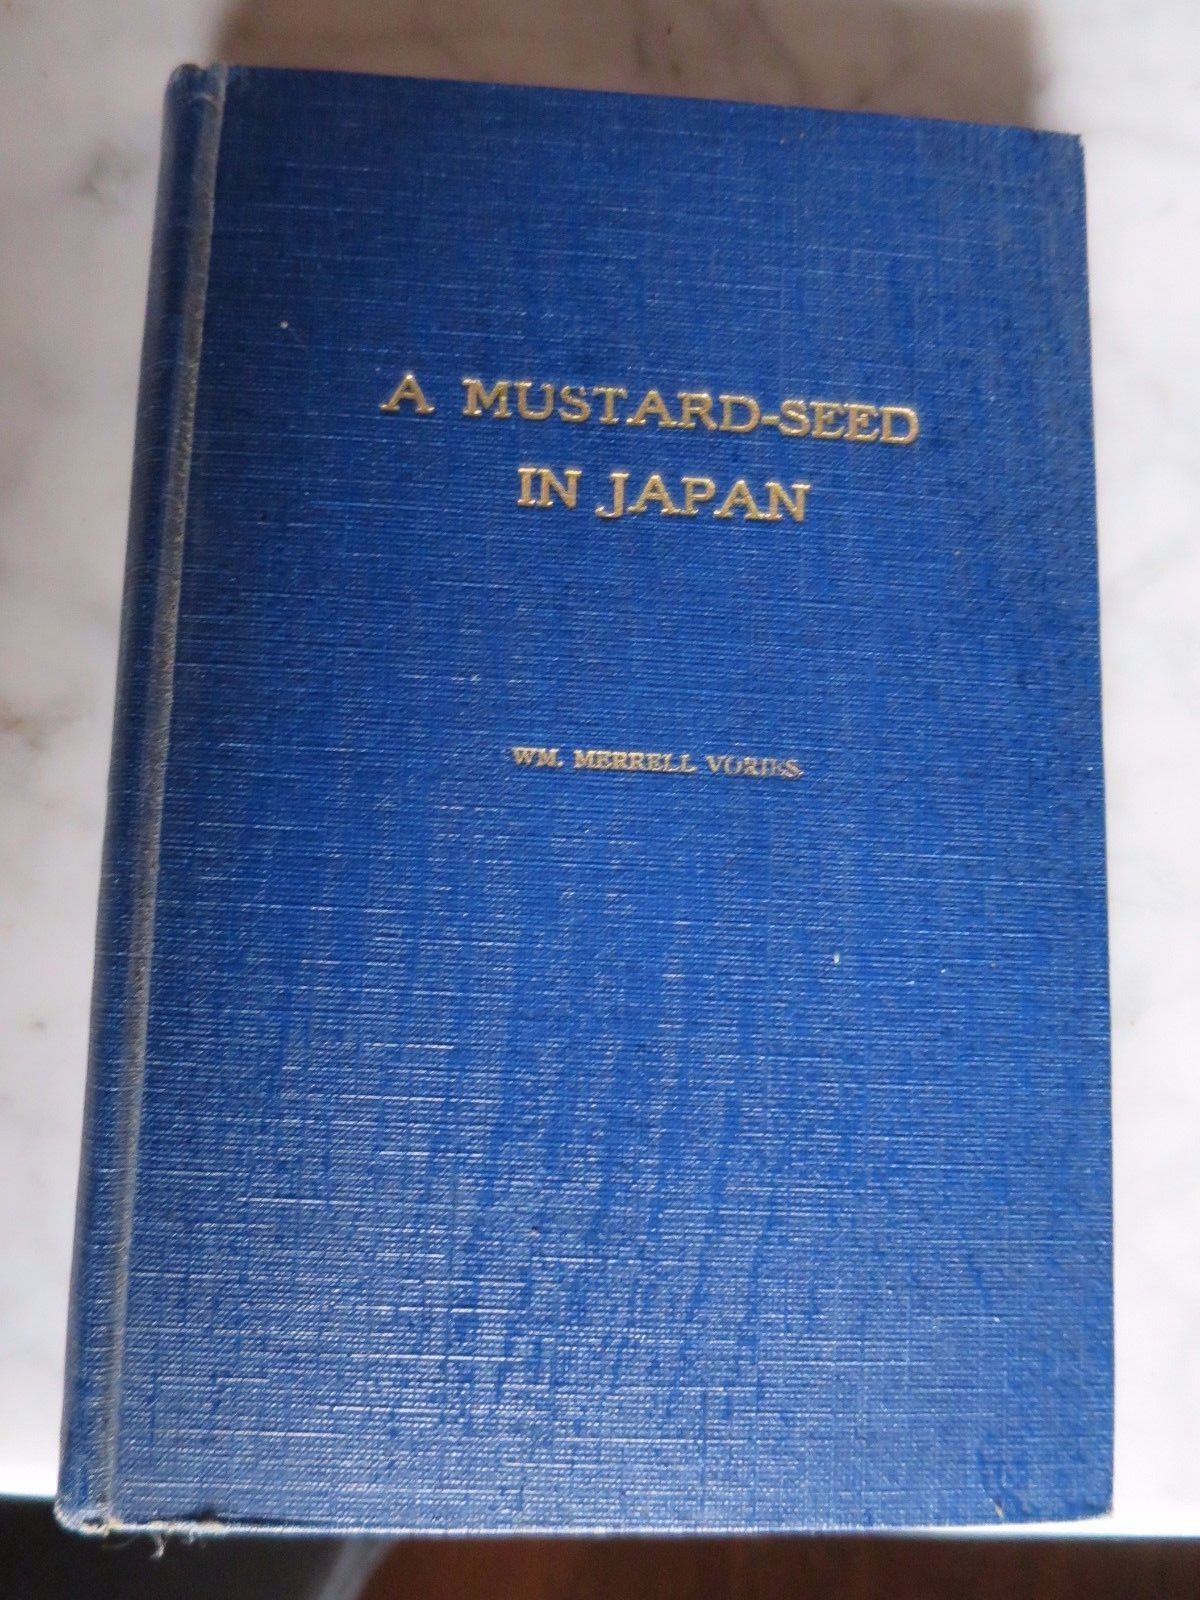 A MUSTARD-SEED
IN JAPAN
WM. MERRELL VORIES.